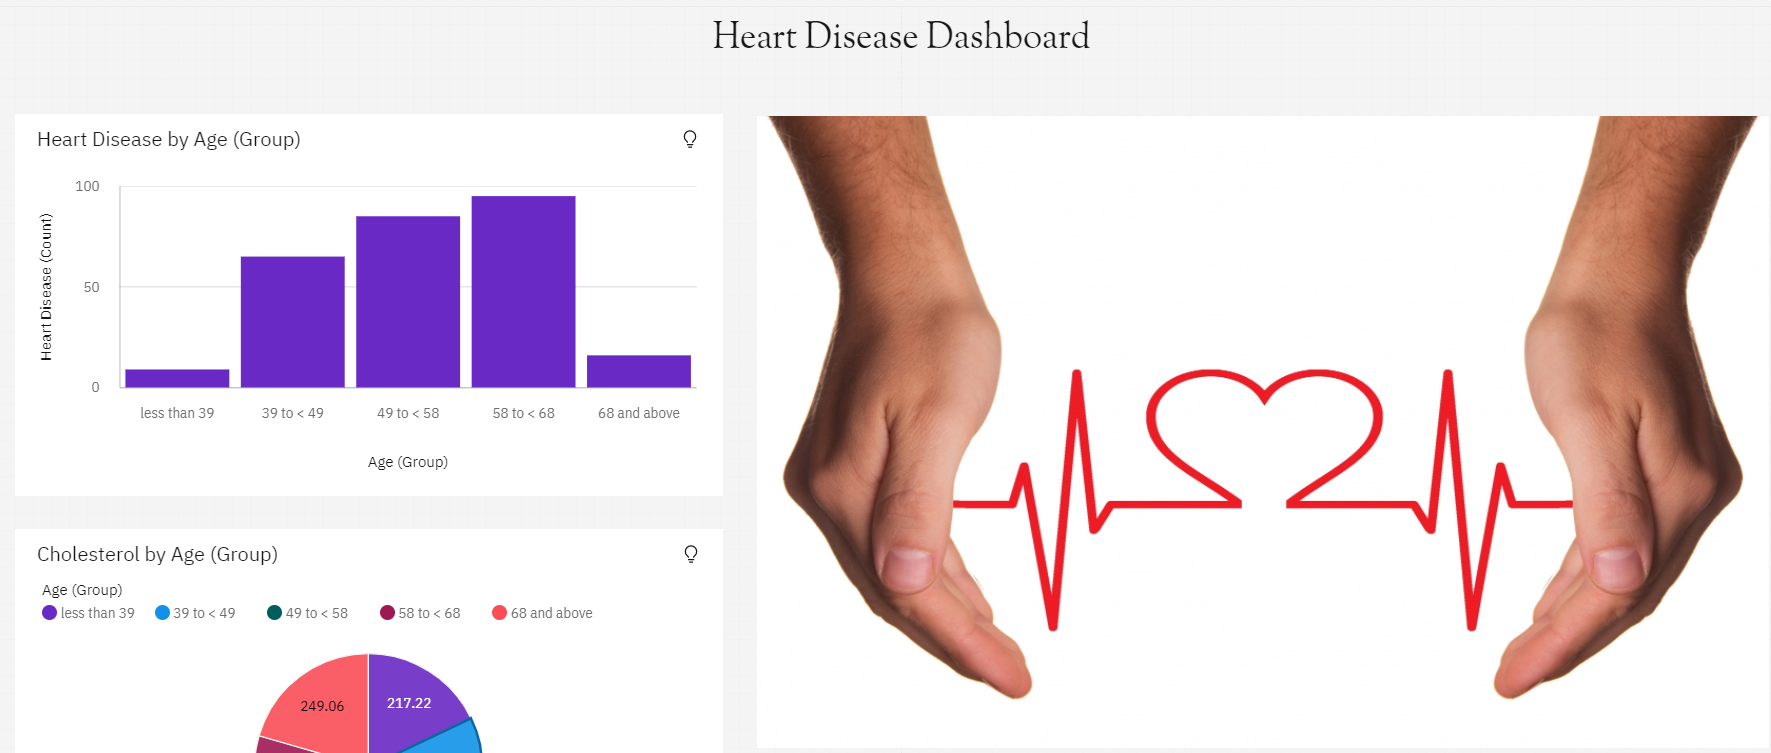 Heart Disease Dashboard
Heart Disease by Age (Group)
100
50
0
Heart Disease (Count)
less than 39 39 to < 49 49 to < 58 58 to < 68 68 and above
Age (Group)
Cholesterol by Age (Group)
Age (Group)
less than 39 39 to < 49 49 to < 58 58 to < 68 68 and above
249.06 217.22